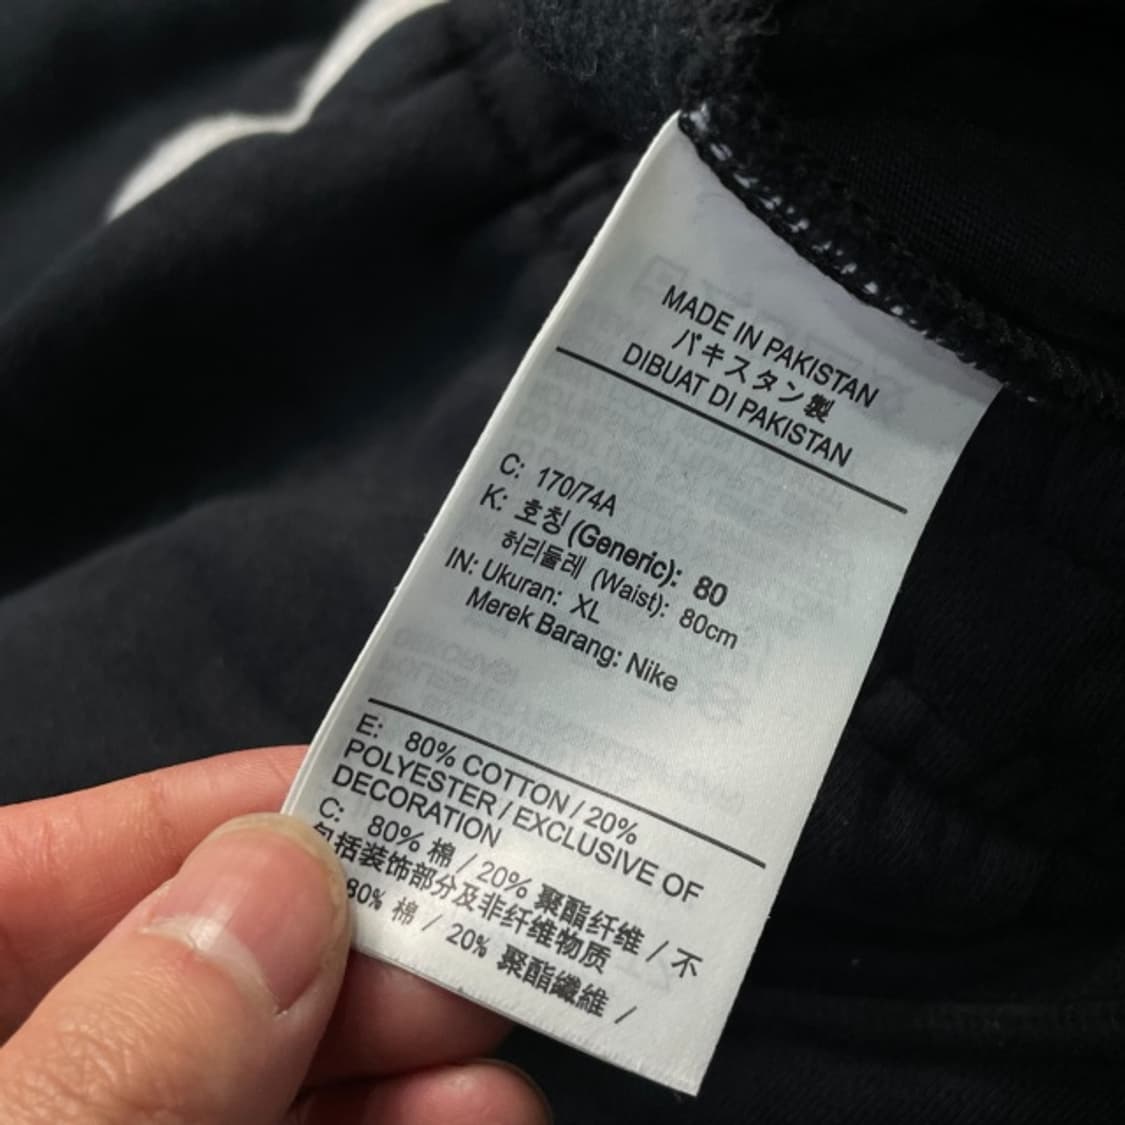 MADE IN PAKISTAN
パキスタン製
DIBUAT DI PAKISTAN
C: 170/74A
K: 호칭 (Generic): 80
허리둘레 (Waist): 80cm
IN: Ukuran: XL
Merek Barang: Nike
E: 80% COTTON / 20%
POLYESTER / EXCLUSIVE OF
DECORATION
C: 80% 棉 / 20% 聚酯纤维 / 不
包括装饰部分及非纤维物质
80% 棉 / 20% 聚酯纖維 /